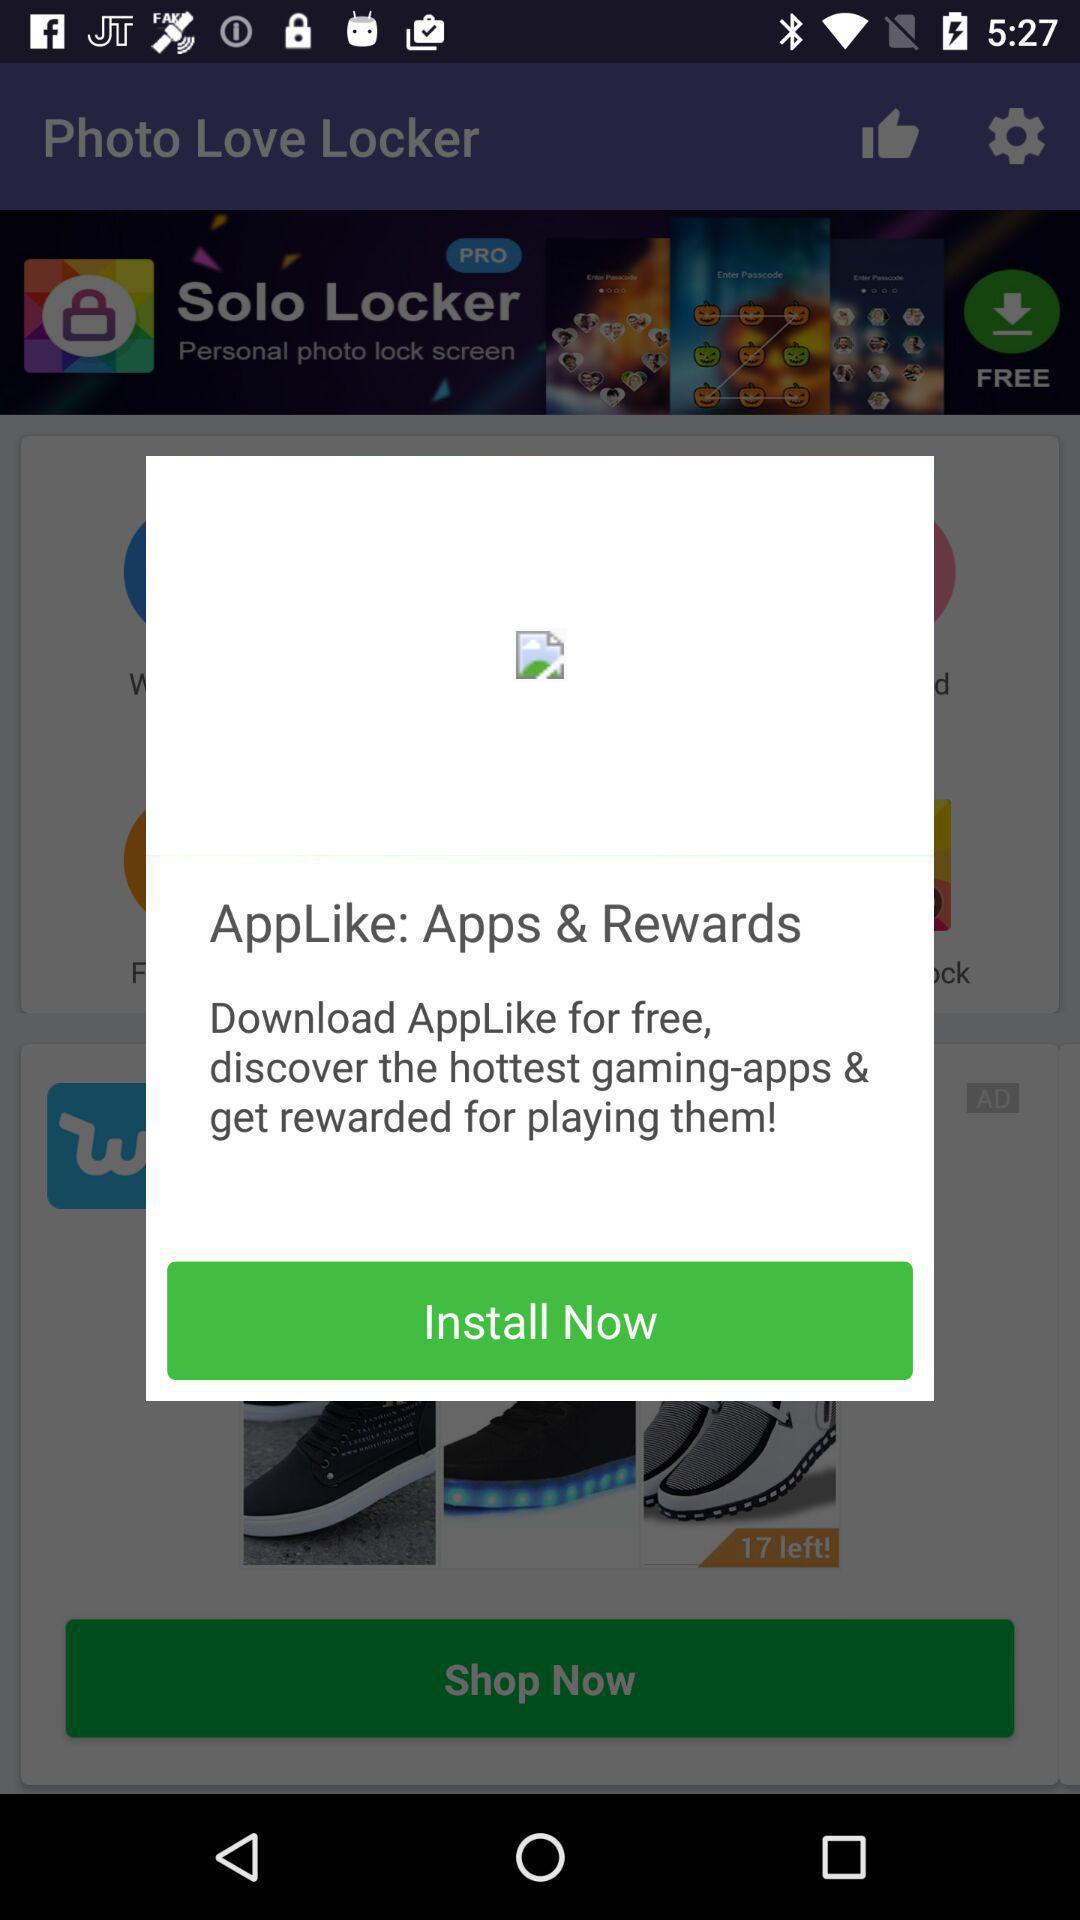 FAKE
5:27
Photo Love Locker
PRO
Solo Locker
Personal photo lock screen
Enter Passcode
Enter Passcode
Enter Passcode
FREE
W
d
AppLike: Apps & Rewards
F
ock
Download AppLike for free,
discover the hottest gaming-apps &
get rewarded for playing them!
AD
w
Install Now
17 left!
Shop Now